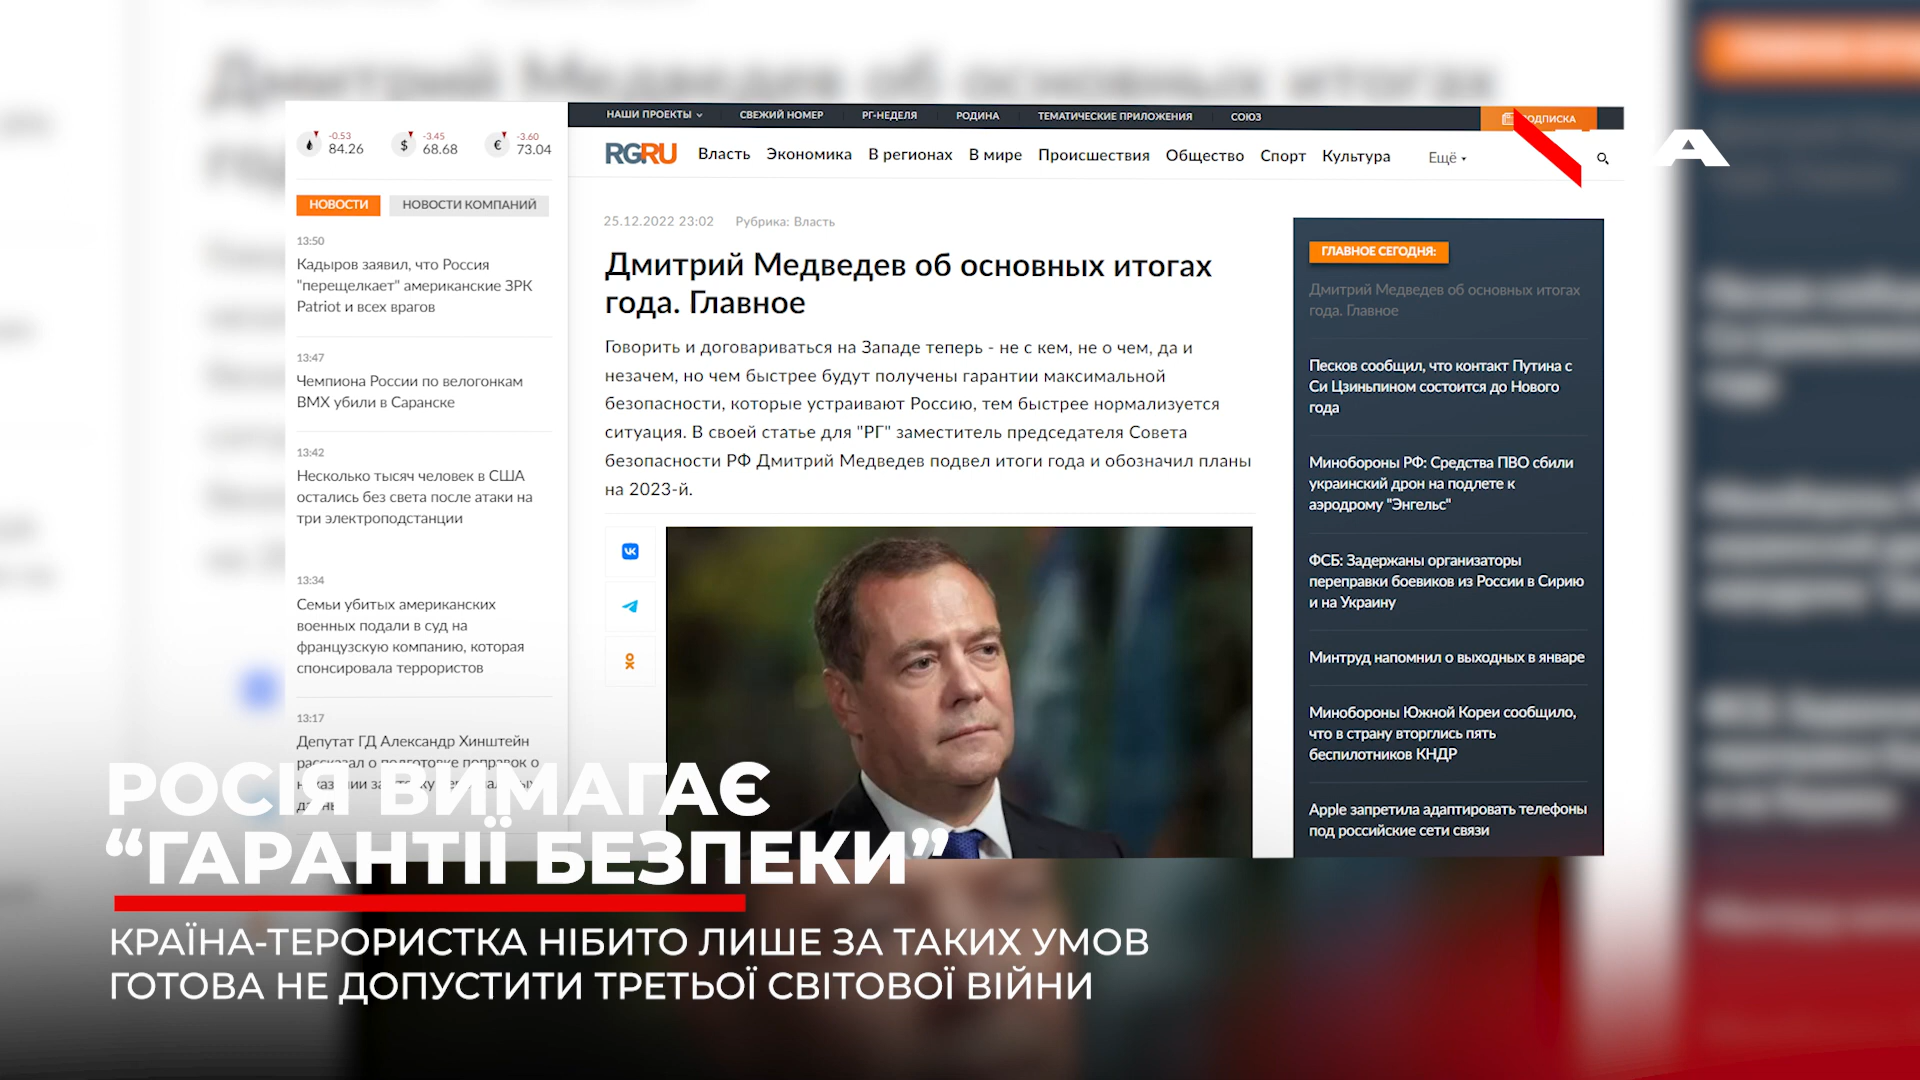 Дмитрий Медведев об основных итогах
НАШИ ПРОЕКТЫ
СВЕЖИЙ НОМЕР
РГ-НЕДЕЛЯ
РОДИНА
ТЕМАТИЧЕСКИЕ ПРИЛОЖЕНИЯ
СОЮЗ
-0.53
84.26
$
-3.45
68.68
€
-3.60
73.04
RGRU
Власть
Экономика
В регионах
В мире
Происшествия
Общество
Спорт
Культура
Ещё
НОВОСТИ
НОВОСТИ КОМПАНИЙ
13:50
Кадыров заявил, что Россия
"перещелкает" американские ЗРК
Patriot и всех врагов
13:47
Чемпиона России по велогонкам
BMX убили в Саранске
13:42
Несколько тысяч человек в США
остались без света после атаки на
три электроподстанции
13:34
Семьи убитых американских
военных подали в суд на
французскую компанию, которая
спонсировала террористов
13:17
Депутат ГД Александр Хинштейн
рассказал о подготовке поправок о
25.12.2022 23:02
Рубрика: Власть
Дмитрий Медведев об основных итогах
года. Главное
Говорить и договариваться на Западе теперь - не с кем, не о чем, да и
незачем, но чем быстрее будут получены гарантии максимальной
безопасности, которые устраивают Россию, тем быстрее нормализуется
ситуация. В своей статье для "РГ" заместитель председателя Совета
безопасности РФ Дмитрий Медведев подвел итоги года и обозначил планы
на 2023-й.
ГЛАВНОЕ СЕГОДНЯ:
Дмитрий Медведев об основных итогах
года. Главное
Песков сообщил, что контакт Путина с
Си Цзиньпином состоится до Нового
года
Минобороны РФ: Средства ПВО сбили
украинский дрон на подлете к
аэродрому "Энгельс"
ФСБ: Задержаны организаторы
переправки боевиков из России в Сирию
и на Украину
Минтруд напомнил о выходных в январе
Минобороны Южной Кореи сообщило,
что в страну вторглись пять
беспилотников КНДР
Apple запретила адаптировать телефоны
под российские сети связи
РОСІЯ ВИМАГАЄ
“ГАРАНТІЇ БЕЗПЕКИ”
КРАЇНА-ТЕРОРИСТКА НІБИТО ЛИШЕ ЗА ТАКИХ УМОВ
ГОТОВА НЕ ДОПУСТИТИ ТРЕТЬОЇ СВІТОВОЇ ВІЙНИ